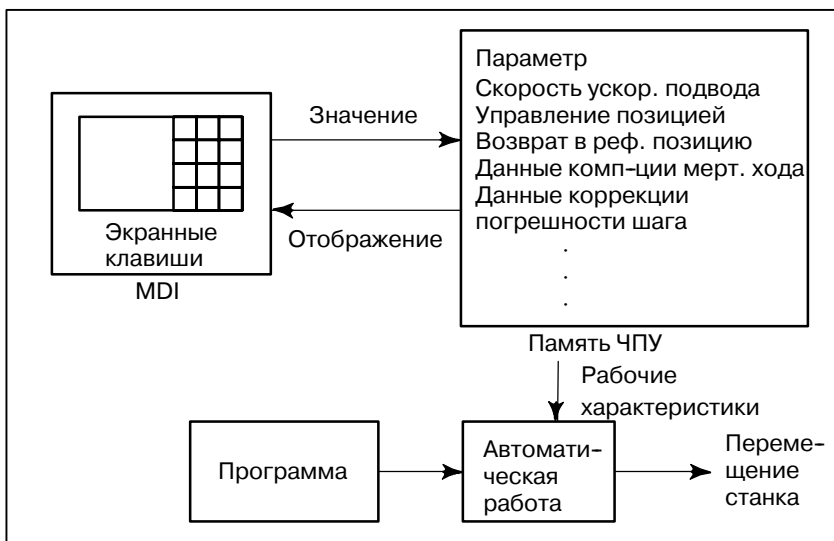 Параметр
Скорость ускор. подвода
Управление позицией
Возврат в реф. позицию
Данные комп-ции мерт. хода
Данные коррекции
погрешности шага
.
.
.
Значение
Отображение
Экранные
клавиши
MDI
Память ЧПУ
Рабочие
характеристики
Программа
Автомати-
ческая
работа
Переме-
щение
станка